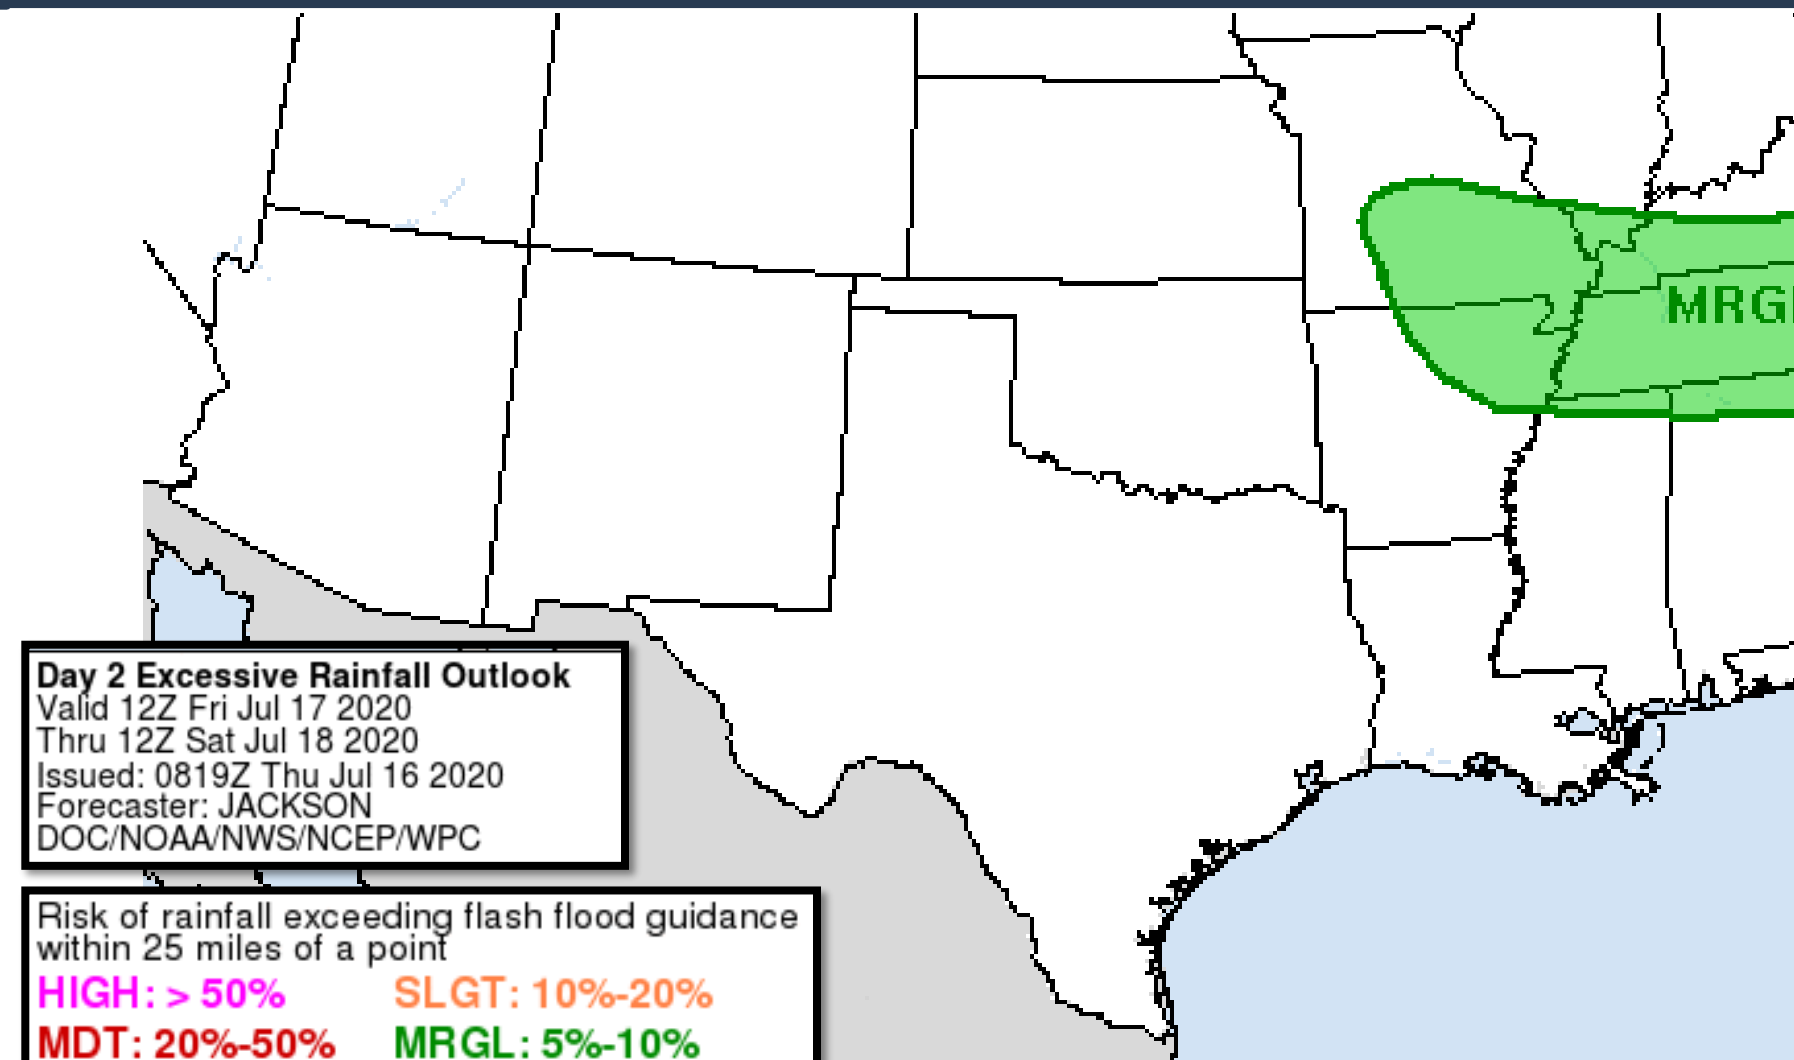 MRGL
Day 2 Excessive Rainfall Outlook
Valid 12Z Fri Jul 17 2020
Thru 12Z Sat Jul 18 2020
Issued: 0819Z Thu Jul 16 2020
Forecaster: JACKSON
DOC/NOAA/NWS/NCEP/WPC
Risk of rainfall exceeding flash flood guidance
within 25 miles of a point
HIGH: > 50% SLGT: 10%-20%
MDT: 20%-50% MRGL: 5%-10%